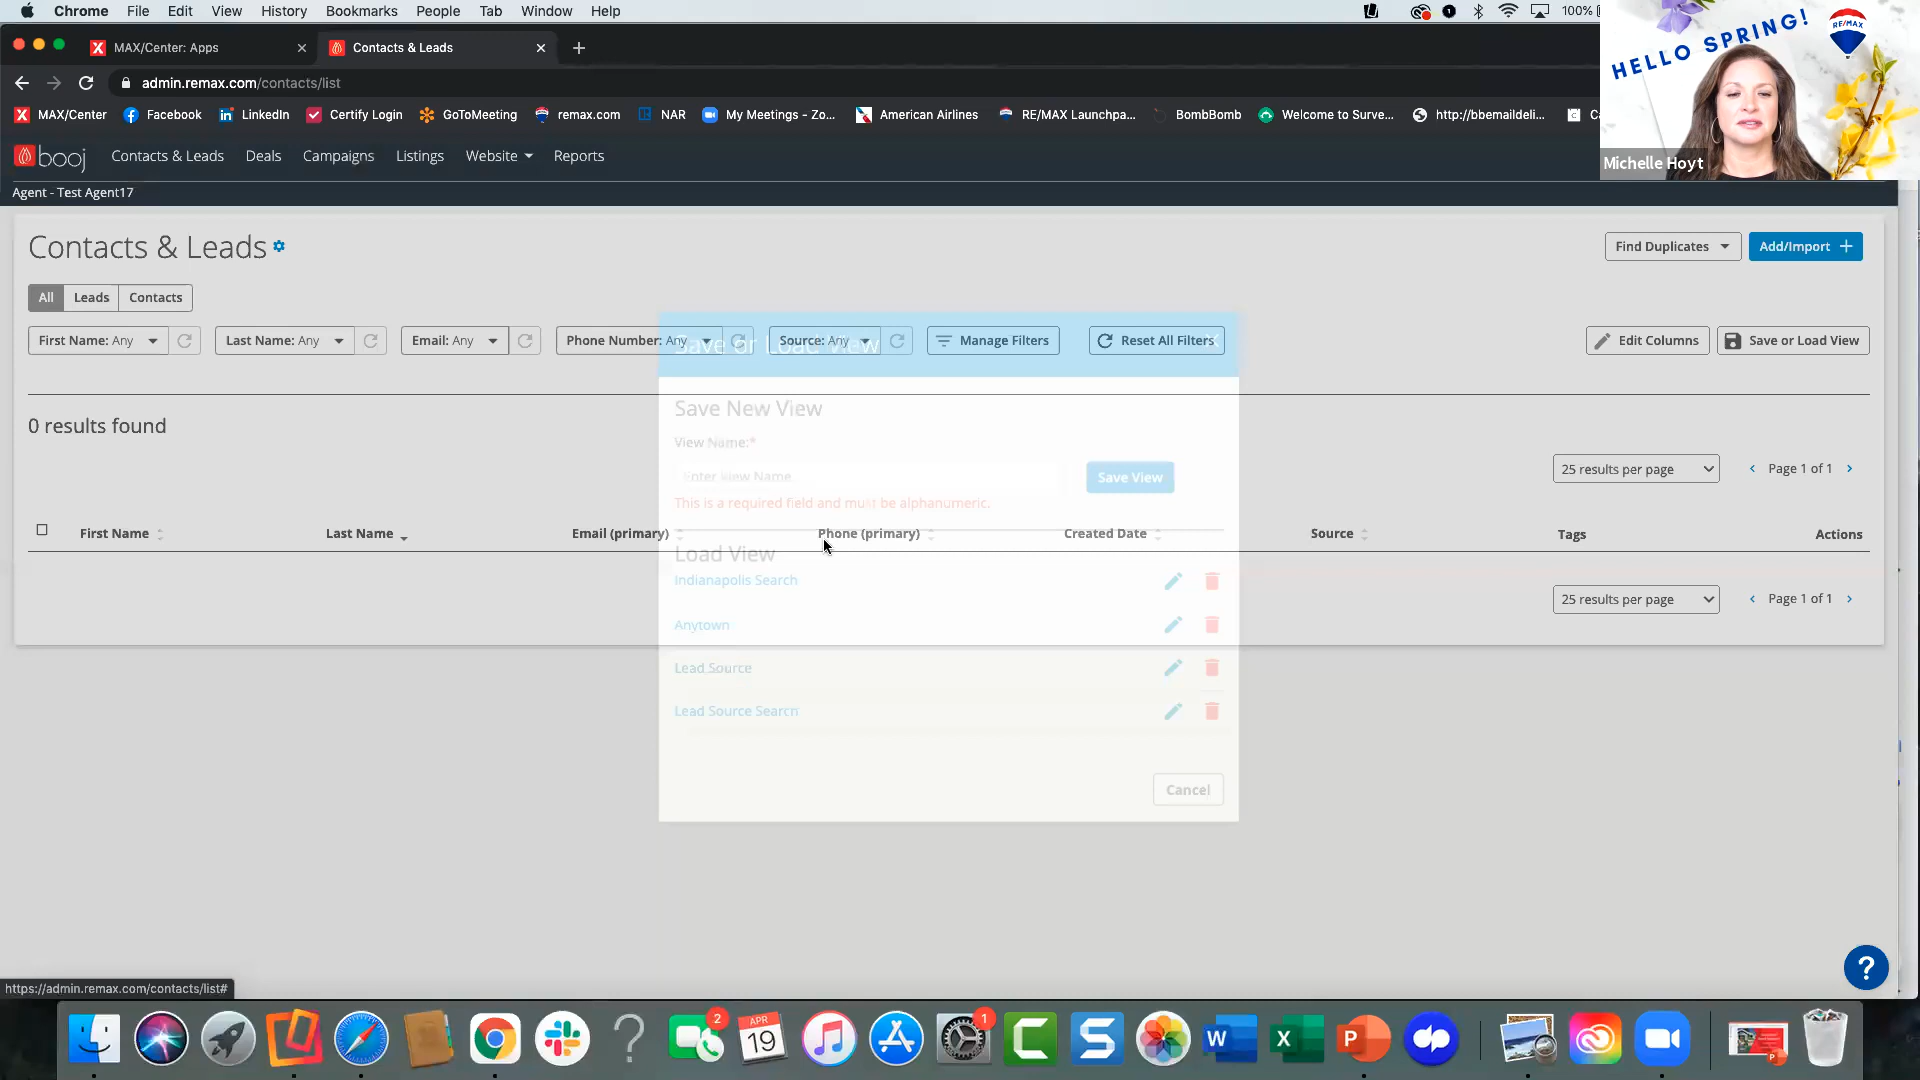 Chrome File Edit View History Bookmarks People Tab Window Help
100%
MAX/Center: Apps
Contacts & Leads
admin.remax.com/contacts/list
MAX/Center Facebook LinkedIn Certify Login GoToMeeting remax.com NAR My Meetings - Zo... American Airlines RE/MAX Launchpa... BombBomb Welcome to Surve... http://bbemaildeli...
HELLO SPRING!
RE/MAX
Michelle Hoyt
booj Contacts & Leads Deals Campaigns Listings Website Reports
Agent - Test Agent17
Contacts & Leads
Find Duplicates Add/Import +
All Leads Contacts
First Name: Any Last Name: Any Email: Any Phone Number: Any Source: Any Manage Filters Reset All Filters Edit Columns Save or Load View
Save or Load View
0 results found
Save New View
View Name:*
Enter View Name...
Save View
This is a required field and must be alphanumeric.
25 results per page Page 1 of 1
First Name Last Name Email (primary) Phone (primary) Created Date Source Tags Actions
Load View
Indianapolis Search
25 results per page Page 1 of 1
Anytown
Lead Source
Lead Source Search
Cancel
?
https://admin.remax.com/contacts/list#
2
APR
19
1
C
S
W
X
P